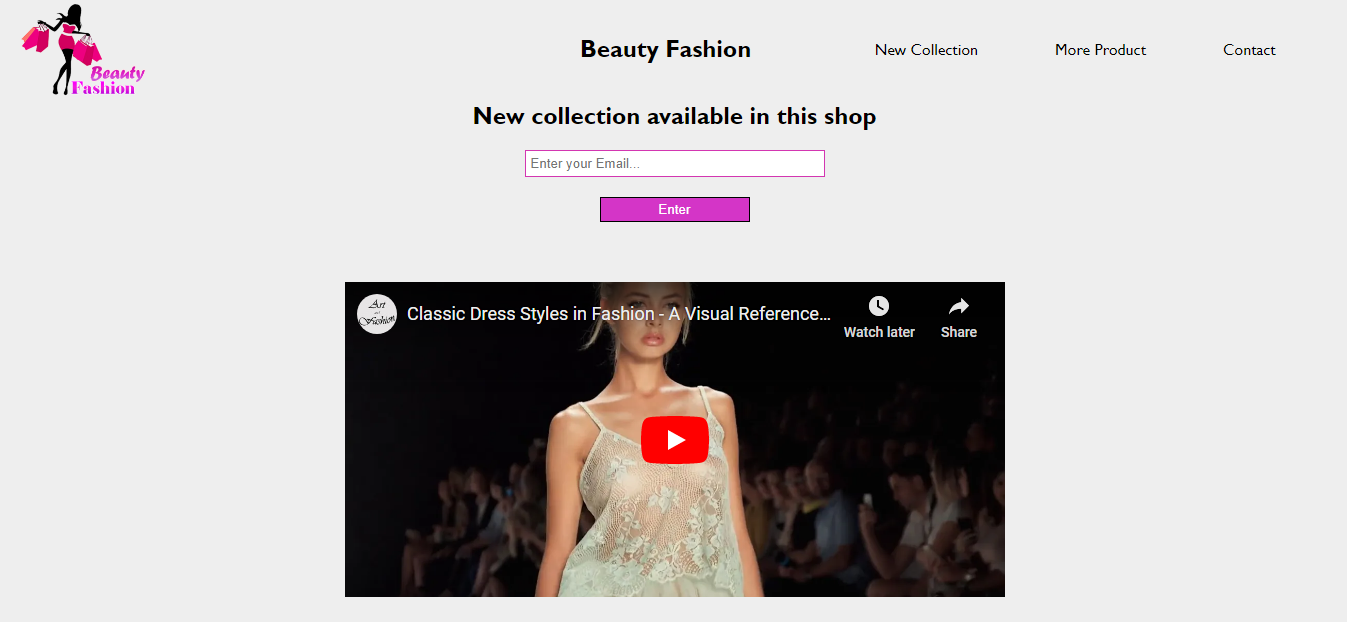 Beauty
Fashion
Beauty Fashion
New Collection
More Product
Contact
New collection available in this shop
Enter your Email...
Enter
Art
and
Fashion
Classic Dress Styles in Fashion - A Visual Reference...
Watch later
Share